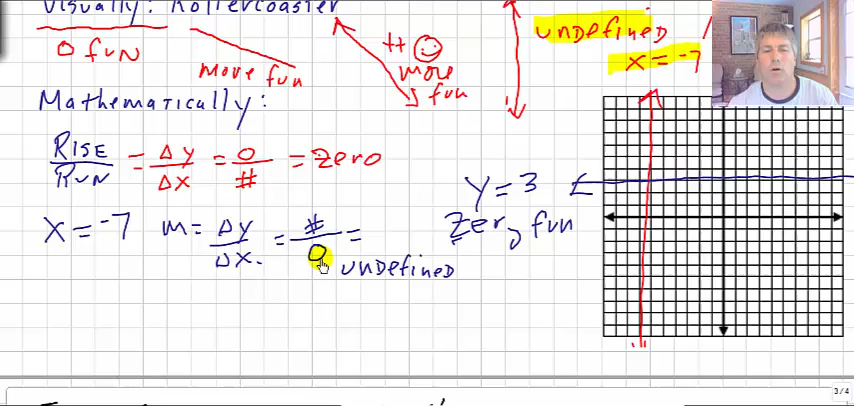 Visually: Rollercoaster
0 fun
more fun
++ more fun
undefined
x = -7
Mathematically:
Rise/Run = Δy/Δx = 0/# = zero
x = -7 m = Δy/Δx = #/0 = undefined
y = 3
zero fun
3/4